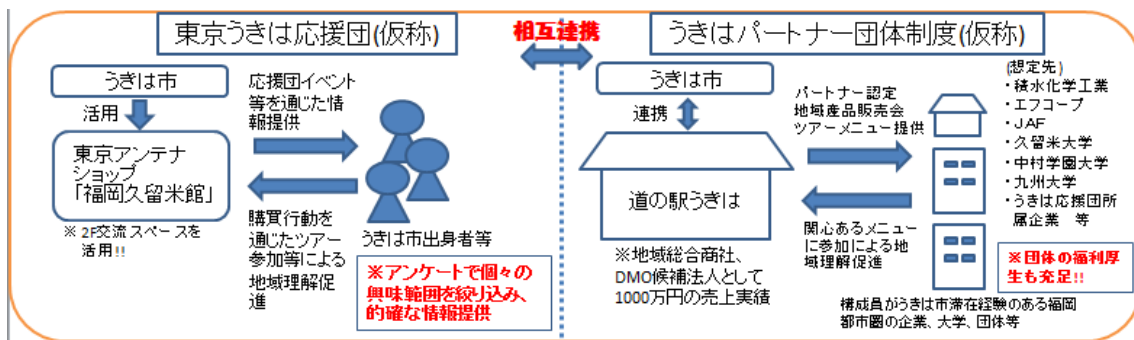 東京うきは応援団(仮称)
うきは市
活用
東京アンテナ
ショップ
「福岡久留米館」
※ 2F交流スペースを
活用!!
応援団イベント
等を通じた情
報提供
購買行動を
通じたツアー
参加等による
地域理解促
進
うきは市出身者等
※アンケートで個々の
興味範囲を絞り込み、
的確な情報提供
相互連携
うきはパートナー団体制度(仮称)
うきは市
連携
道の駅うきは
※地域総合商社、
DMO候補法人として
1000万円の売上実績
パートナー認定
地域産品販売会
ツアーメニュー提供
関心あるメニュー
に参加による地
域理解促進
(想定先)
・積水化学工業
・エフコープ
・JAF
・久留米大学
・中村学園大学
・九州大学
・うきは応援団所
属企業　等
※団体の福利厚
生も充足!!
構成員がうきは市滞在経験のある福岡
都市圏の企業、大学、団体等